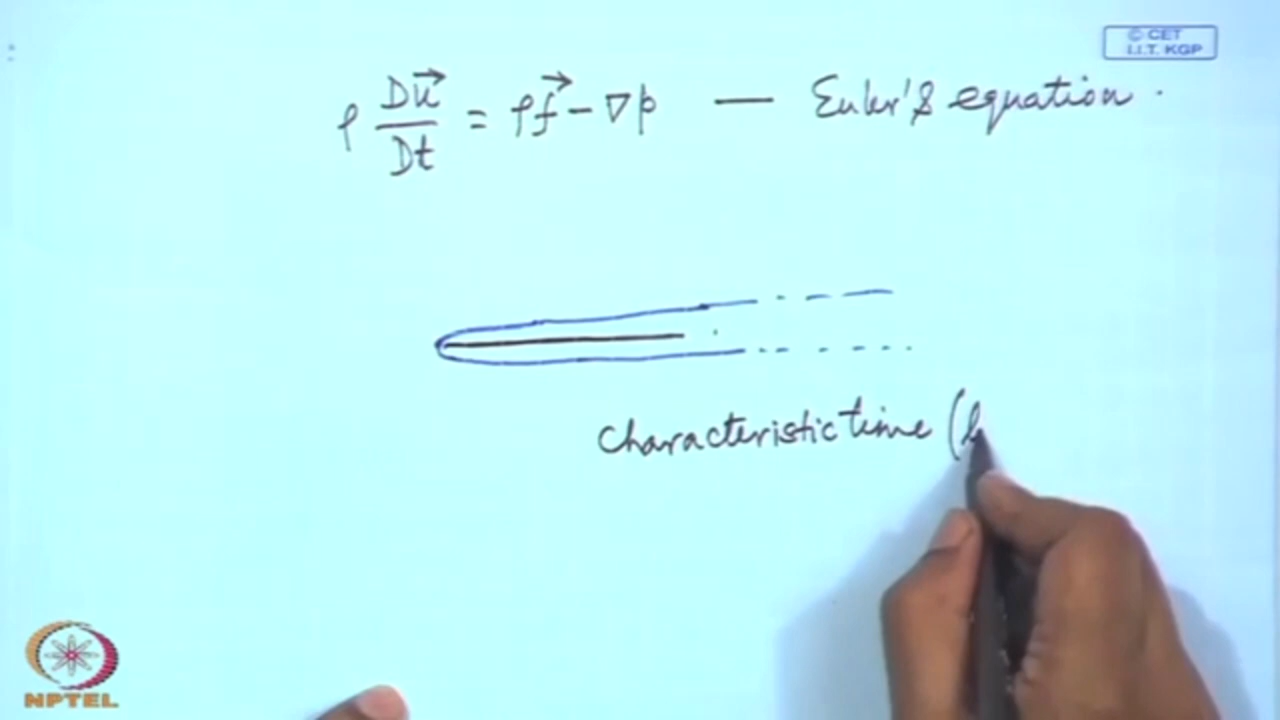 © CET
I.I.T. KGP
ρ Du⃗/Dt = ρf⃗ - ∇p — Euler's equation.
Characteristic time (
NPTEL